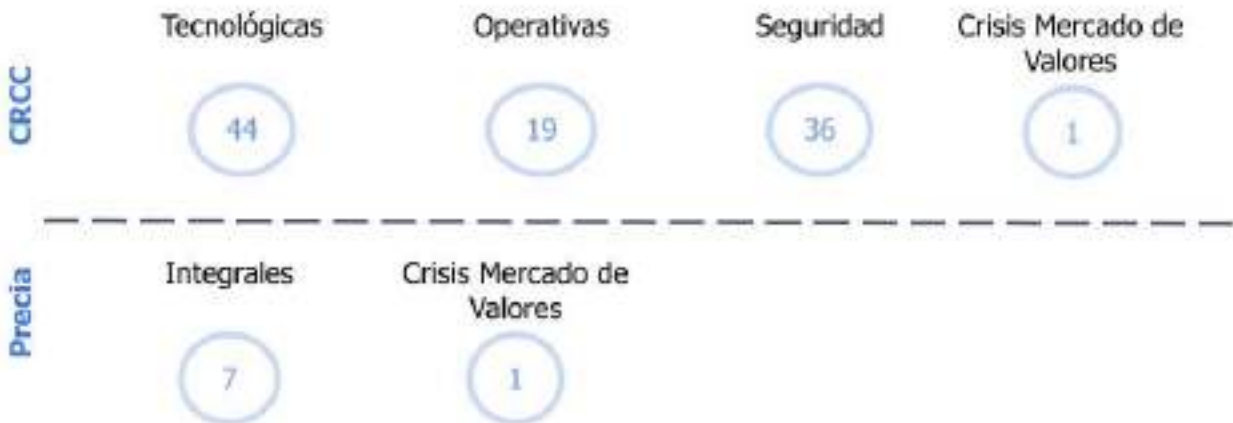 CRCC
Tecnológicas
Operativas
Seguridad
Crisis Mercado de
Valores
44
19
36
1
Precia
Integrales
Crisis Mercado de
Valores
7
1